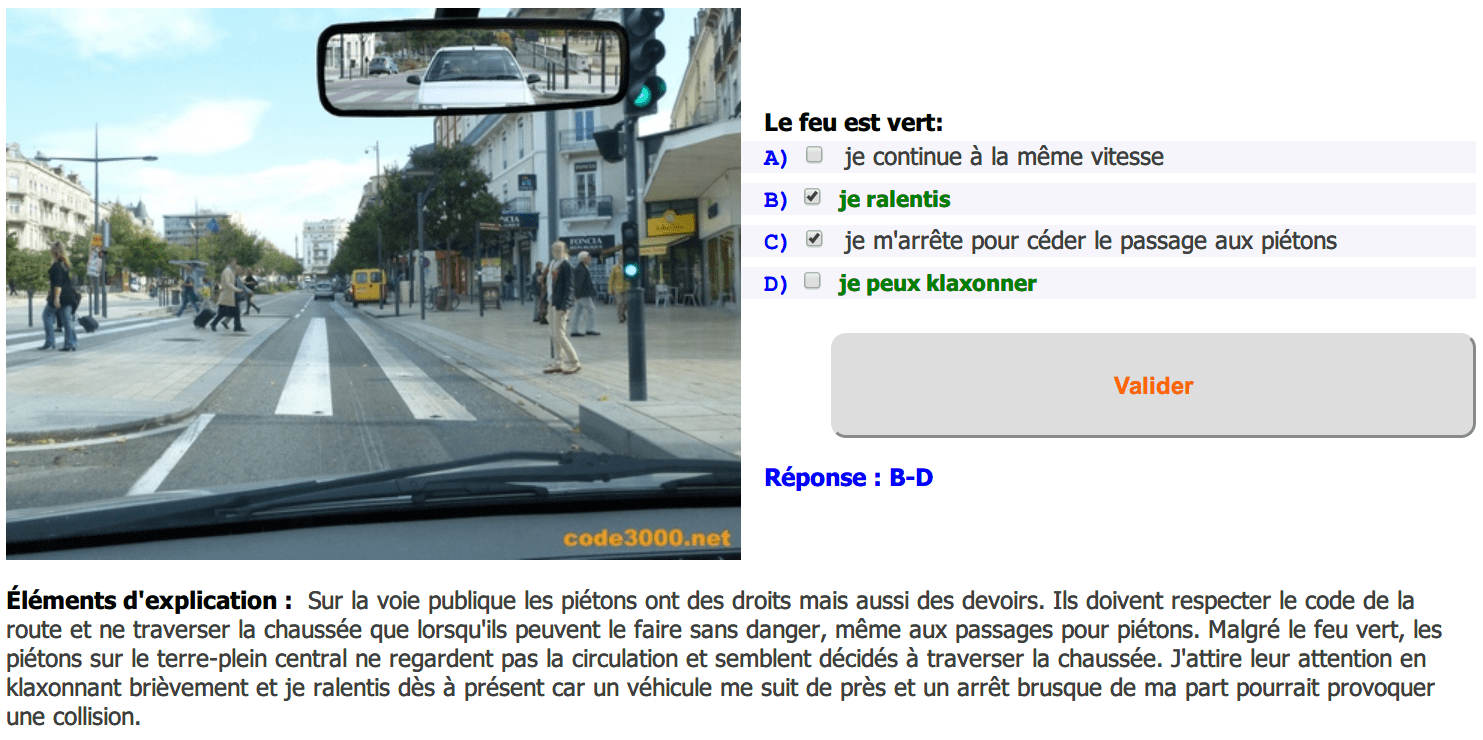 Le feu est vert:
A) je continue à la même vitesse
B) je ralentis
C) je m'arrête pour céder le passage aux piétons
D) je peux klaxonner
Valider
Réponse : B-D
FONCIA
FONCIA
code3000.net
Éléments d'explication : Sur la voie publique les piétons ont des droits mais aussi des devoirs. Ils doivent respecter le code de la
route et ne traverser la chaussée que lorsqu'ils peuvent le faire sans danger, même aux passages pour piétons. Malgré le feu vert, les
piétons sur le terre-plein central ne regardent pas la circulation et semblent décidés à traverser la chaussée. J'attire leur attention en
klaxonnant brièvement et je ralentis dès à présent car un véhicule me suit de près et un arrêt brusque de ma part pourrait provoquer
une collision.